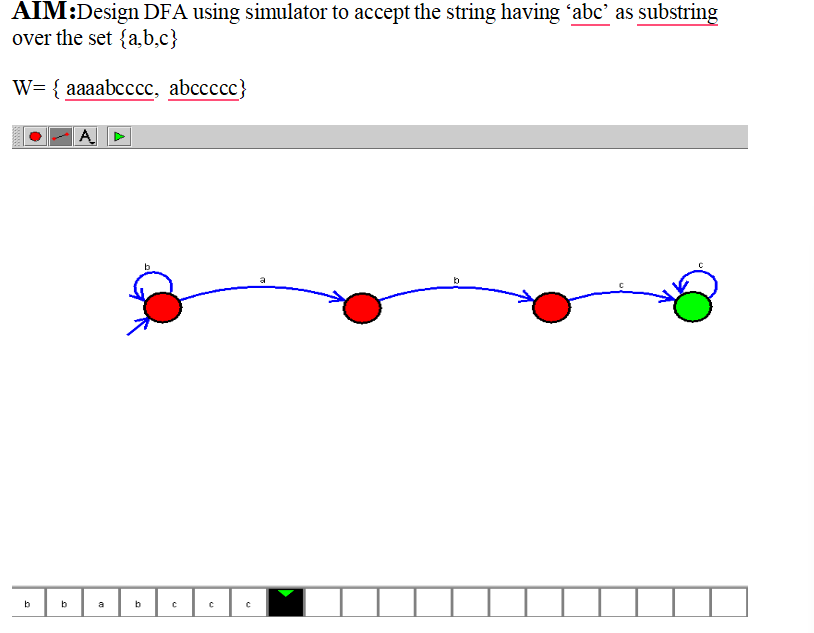 AIM:Design DFA using simulator to accept the string having ‘abc’ as substring
over the set {a,b,c}
W= { aaaabcccc, abccccc}
A
b
a
b
c
c
b b a b c c c